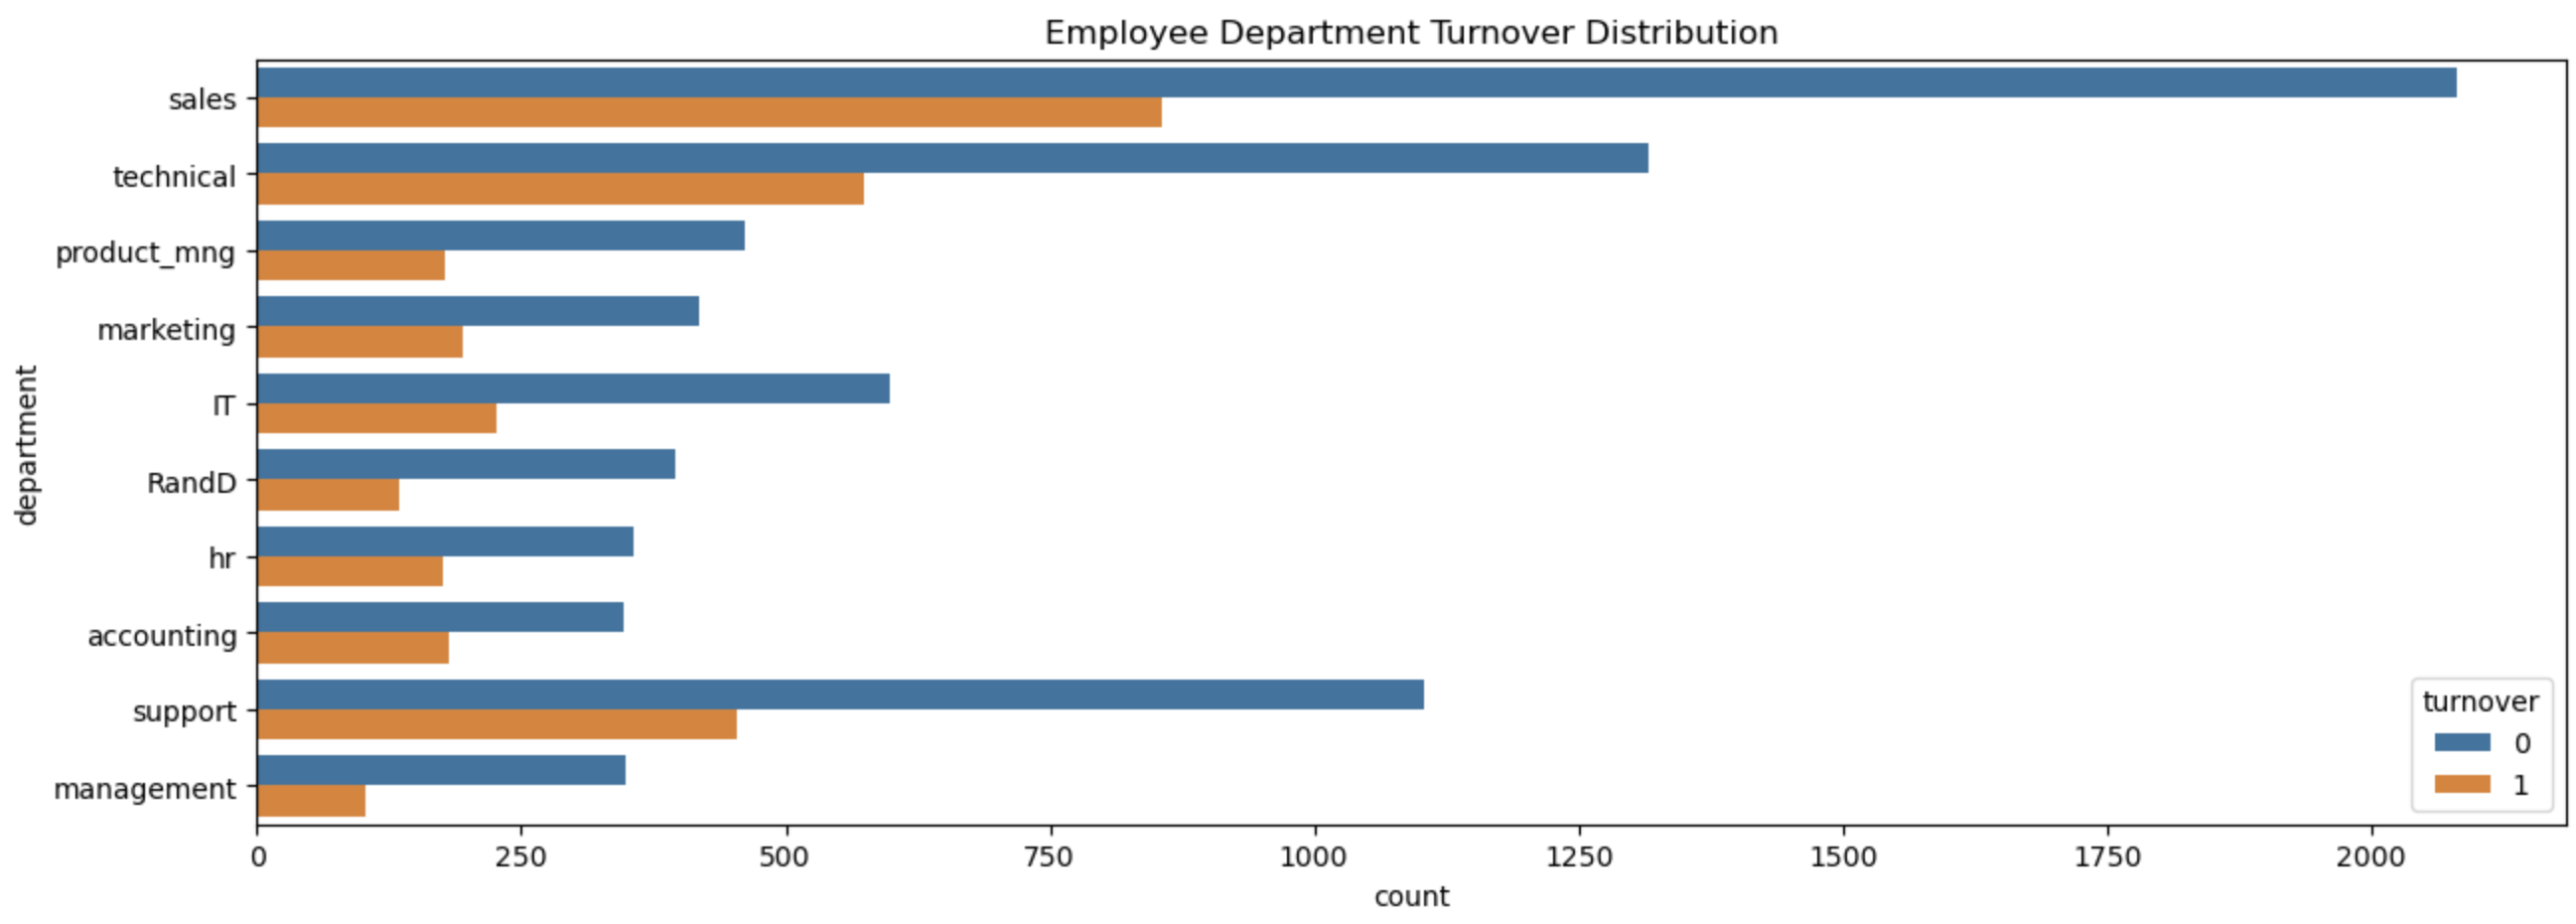 Employee Department Turnover Distribution
sales
technical
product_mng
marketing
IT
RandD
hr
accounting
support
management
department
0 250 500 750 1000 1250 1500 1750 2000
count
turnover
0
1